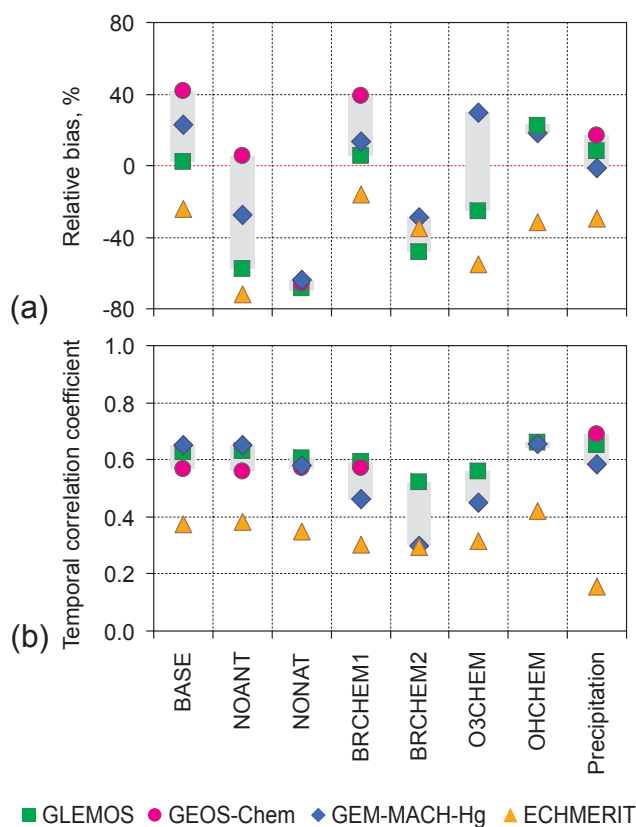 80
40
0
-40
-80
Relative bias, %
(a)
1.0
0.8
0.6
0.4
0.2
0.0
Temporal correlation coefficient
(b)
BASE
NOANT
NONAT
BRCHEM1
BRCHEM2
O3CHEM
OHCHEM
Precipitation
GLEMOS GEOS-Chem GEM-MACH-Hg ECHMERIT